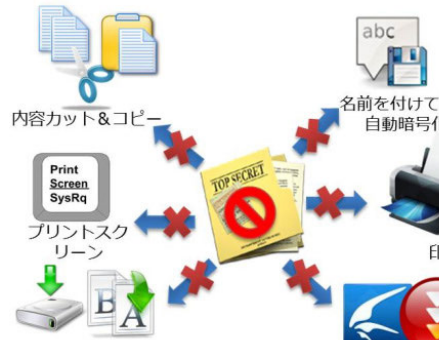 abc
内容カット＆コピー
名前を付けて
自動暗号化
Print
Screen
SysRq
TOP SECRET
プリントスク
リーン
印
B
A